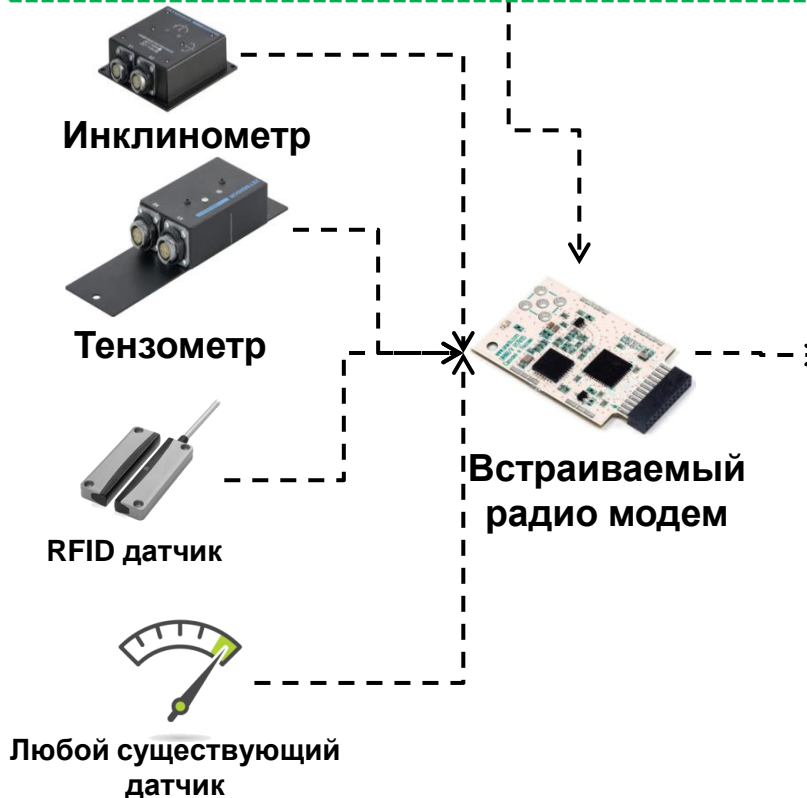 Инклинометр
Тензометр
RFID датчик
Любой существующий
датчик
Встраиваемый
радио модем